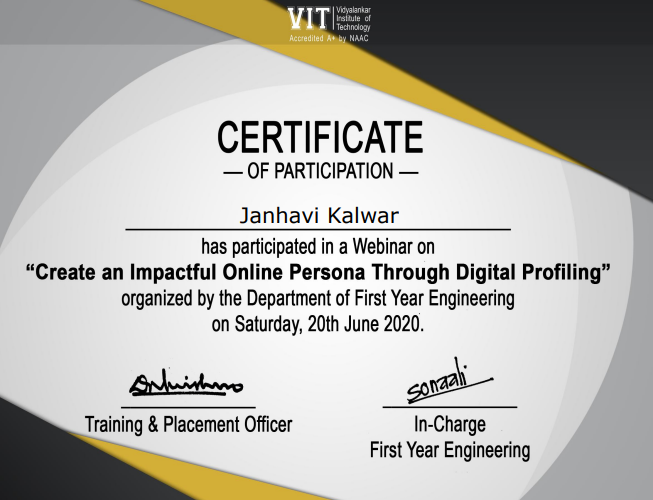 VIT Vidyalankar
Institute of
Technology
Accredited A+ by NAAC
CERTIFICATE
— OF PARTICIPATION —
Janhavi Kalwar
has participated in a Webinar on
“Create an Impactful Online Persona Through Digital Profiling”
organized by the Department of First Year Engineering
on Saturday, 20th June 2020.
sonaali
Training & Placement Officer
In-Charge
First Year Engineering